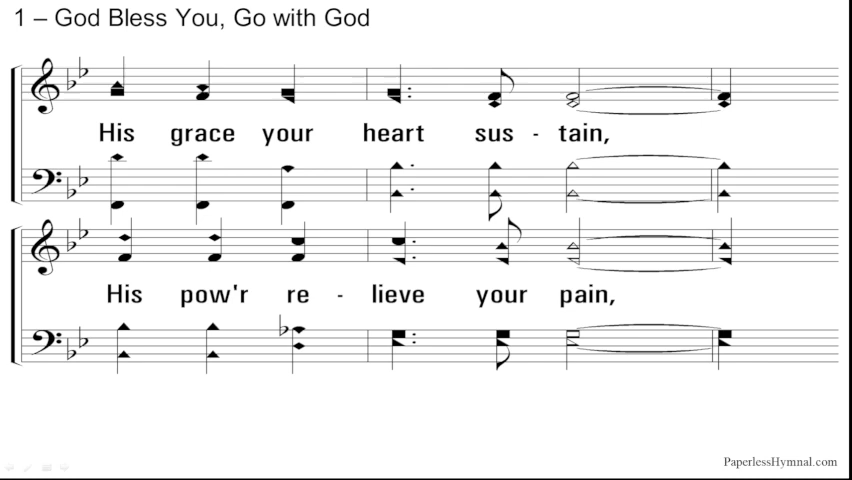 1 – God Bless You, Go with God
His grace your heart sus - tain,
His pow'r re - lieve your pain,
PaperlessHymnal.com